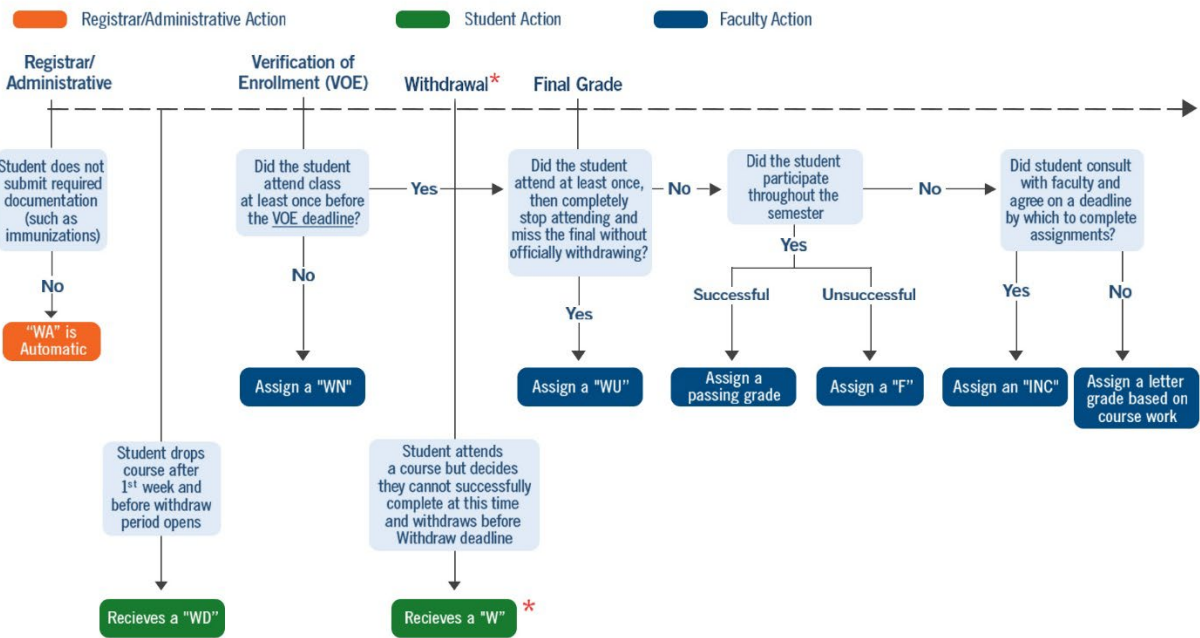 Registrar/Administrative Action
Student Action
Faculty Action
Registrar/
Administrative
Verification of
Enrollment (VOE)
Withdrawal*
Final Grade
Student does not
submit required
documentation
(such as
immunizations)
No
"WA" is
Automatic
Did the student
attend class
at least once before
the VOE deadline?
Yes
No
Assign a "WN"
Did the student
attend at least once,
then completely
stop attending and
miss the final without
officially withdrawing?
No
Yes
Assign a "WU"
Did the student
participate
throughout the
semester
No
Yes
Successful
Unsuccessful
Assign a
passing grade
Assign a "F"
Did student consult
with faculty and
agree on a deadline
by which to complete
assignments?
Yes
No
Assign an "INC"
Assign a letter
grade based on
course work
Student drops
course after
1st week and
before withdraw
period opens
Recieves a "WD"
Student attends
a course but decides
they cannot successfully
complete at this time
and withdraws before
Withdraw deadline
Recieves a "W" *